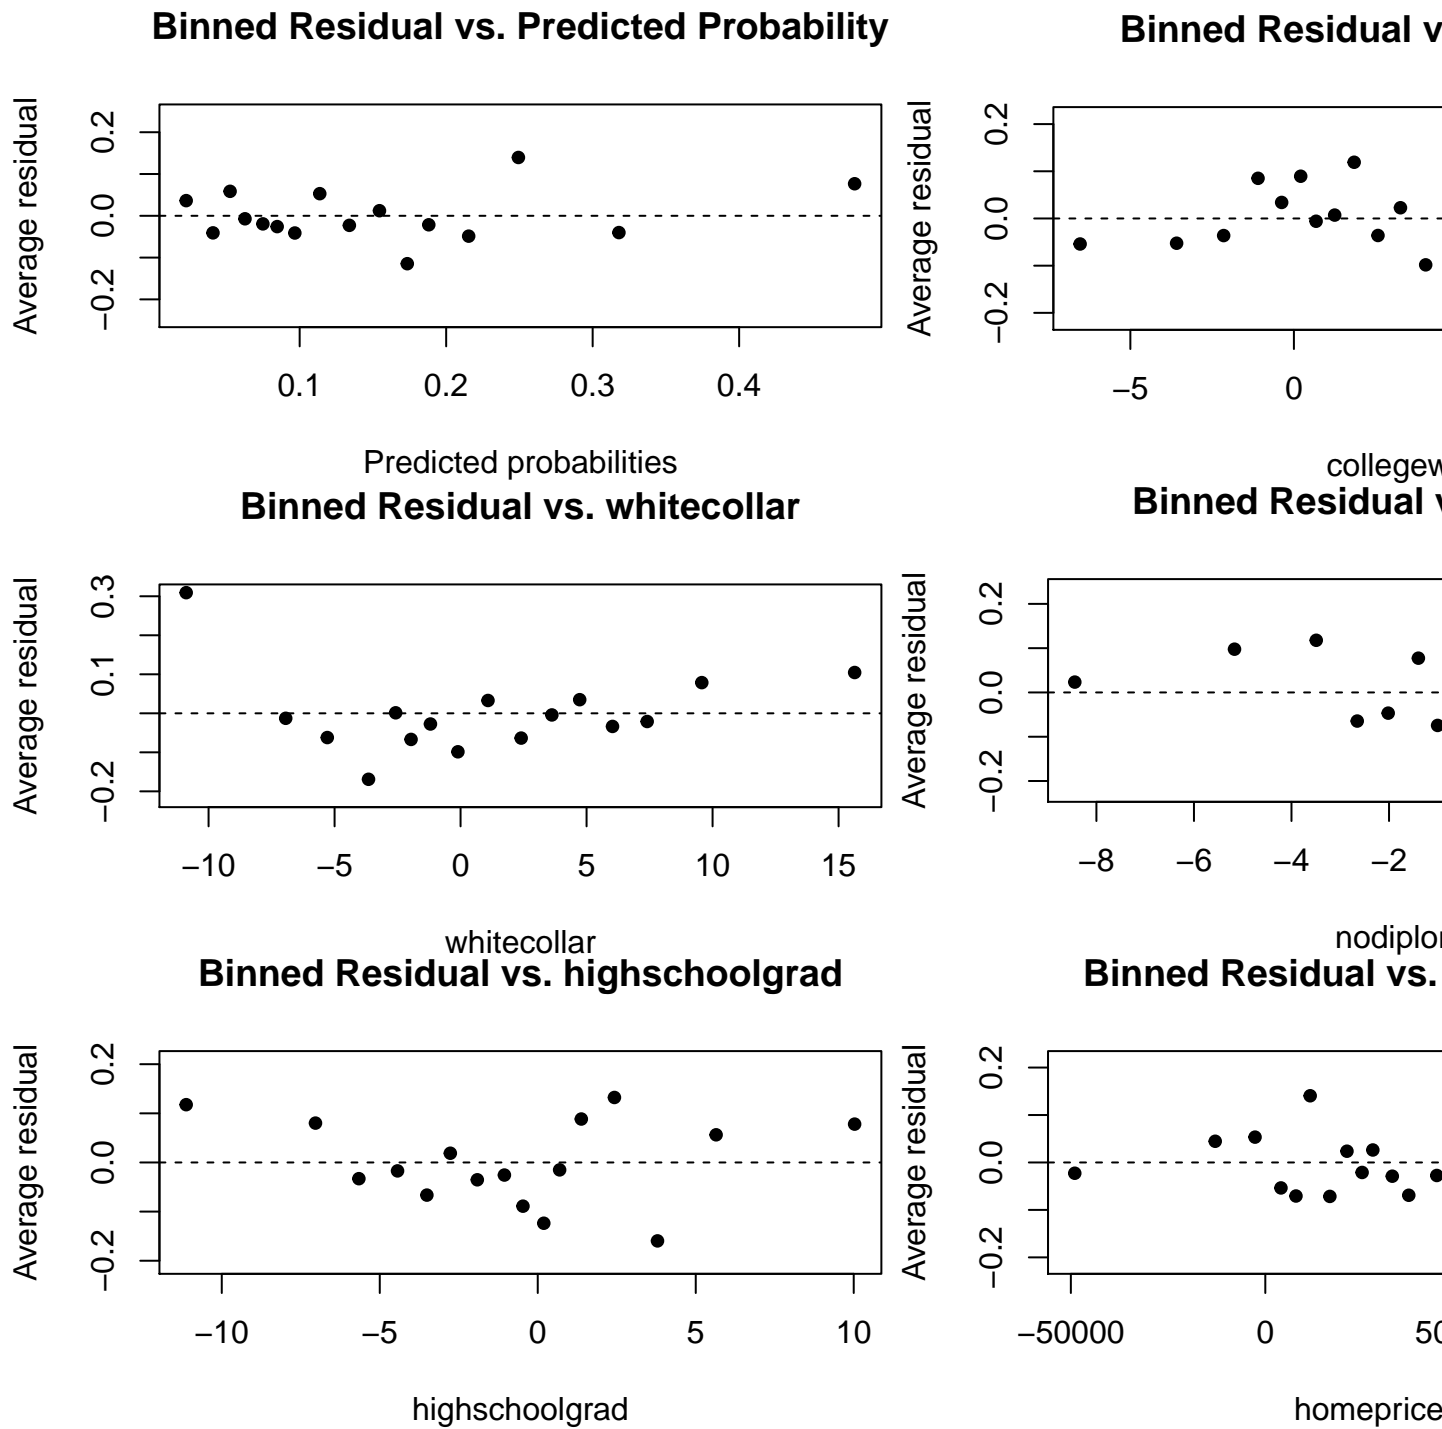 Binned Residual vs. Predicted Probability
Average residual
0.2
0.0
−0.2
0.1 0.2 0.3 0.4
Predicted probabilities
Binned Residual v
Average residual
0.2
0.0
−0.2
−5 0
collegew
Binned Residual vs. whitecollar
Average residual
0.3
0.1
−0.2
−10 −5 0 5 10 15
whitecollar
Binned Residual v
Average residual
0.2
0.0
−0.2
−8 −6 −4 −2
nodiplor
Binned Residual vs. highschoolgrad
Average residual
0.2
0.0
−0.2
−10 −5 0 5 10
highschoolgrad
Binned Residual vs.
Average residual
0.2
0.0
−0.2
−50000 0 50
homeprice